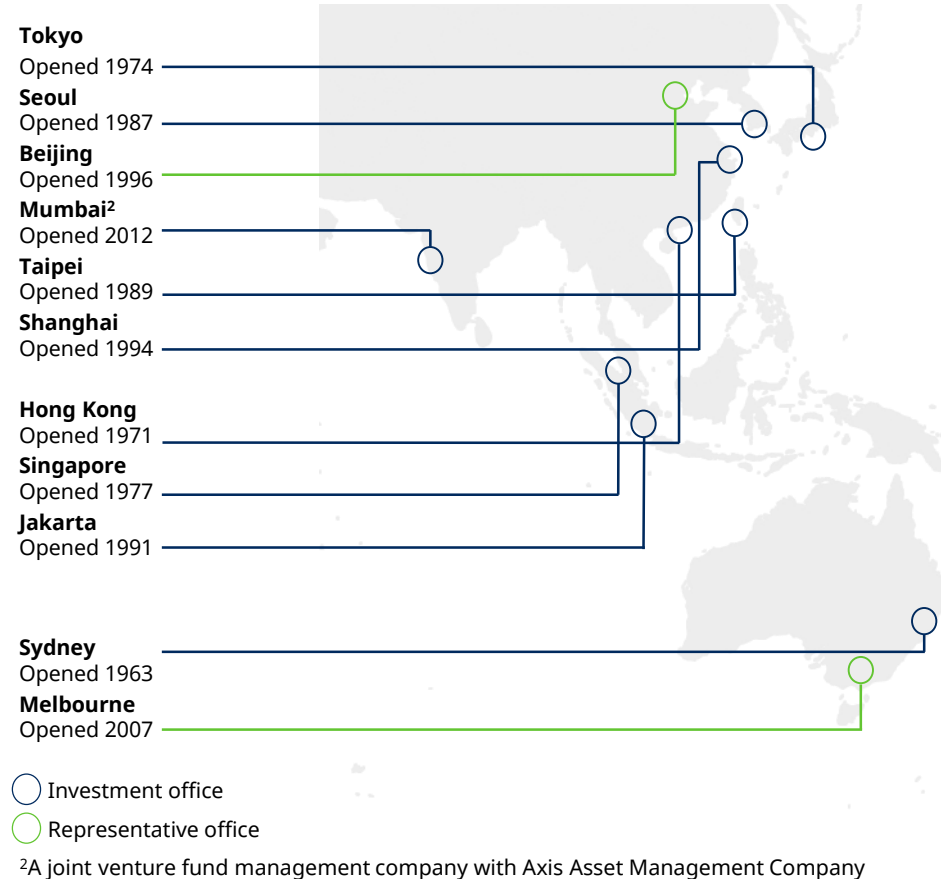 Tokyo
Opened 1974
Seoul
Opened 1987
Beijing
Opened 1996
Mumbai²
Opened 2012
Taipei
Opened 1989
Shanghai
Opened 1994
Hong Kong
Opened 1971
Singapore
Opened 1977
Jakarta
Opened 1991
Sydney
Opened 1963
Melbourne
Opened 2007
Investment office
Representative office
²A joint venture fund management company with Axis Asset Management Company